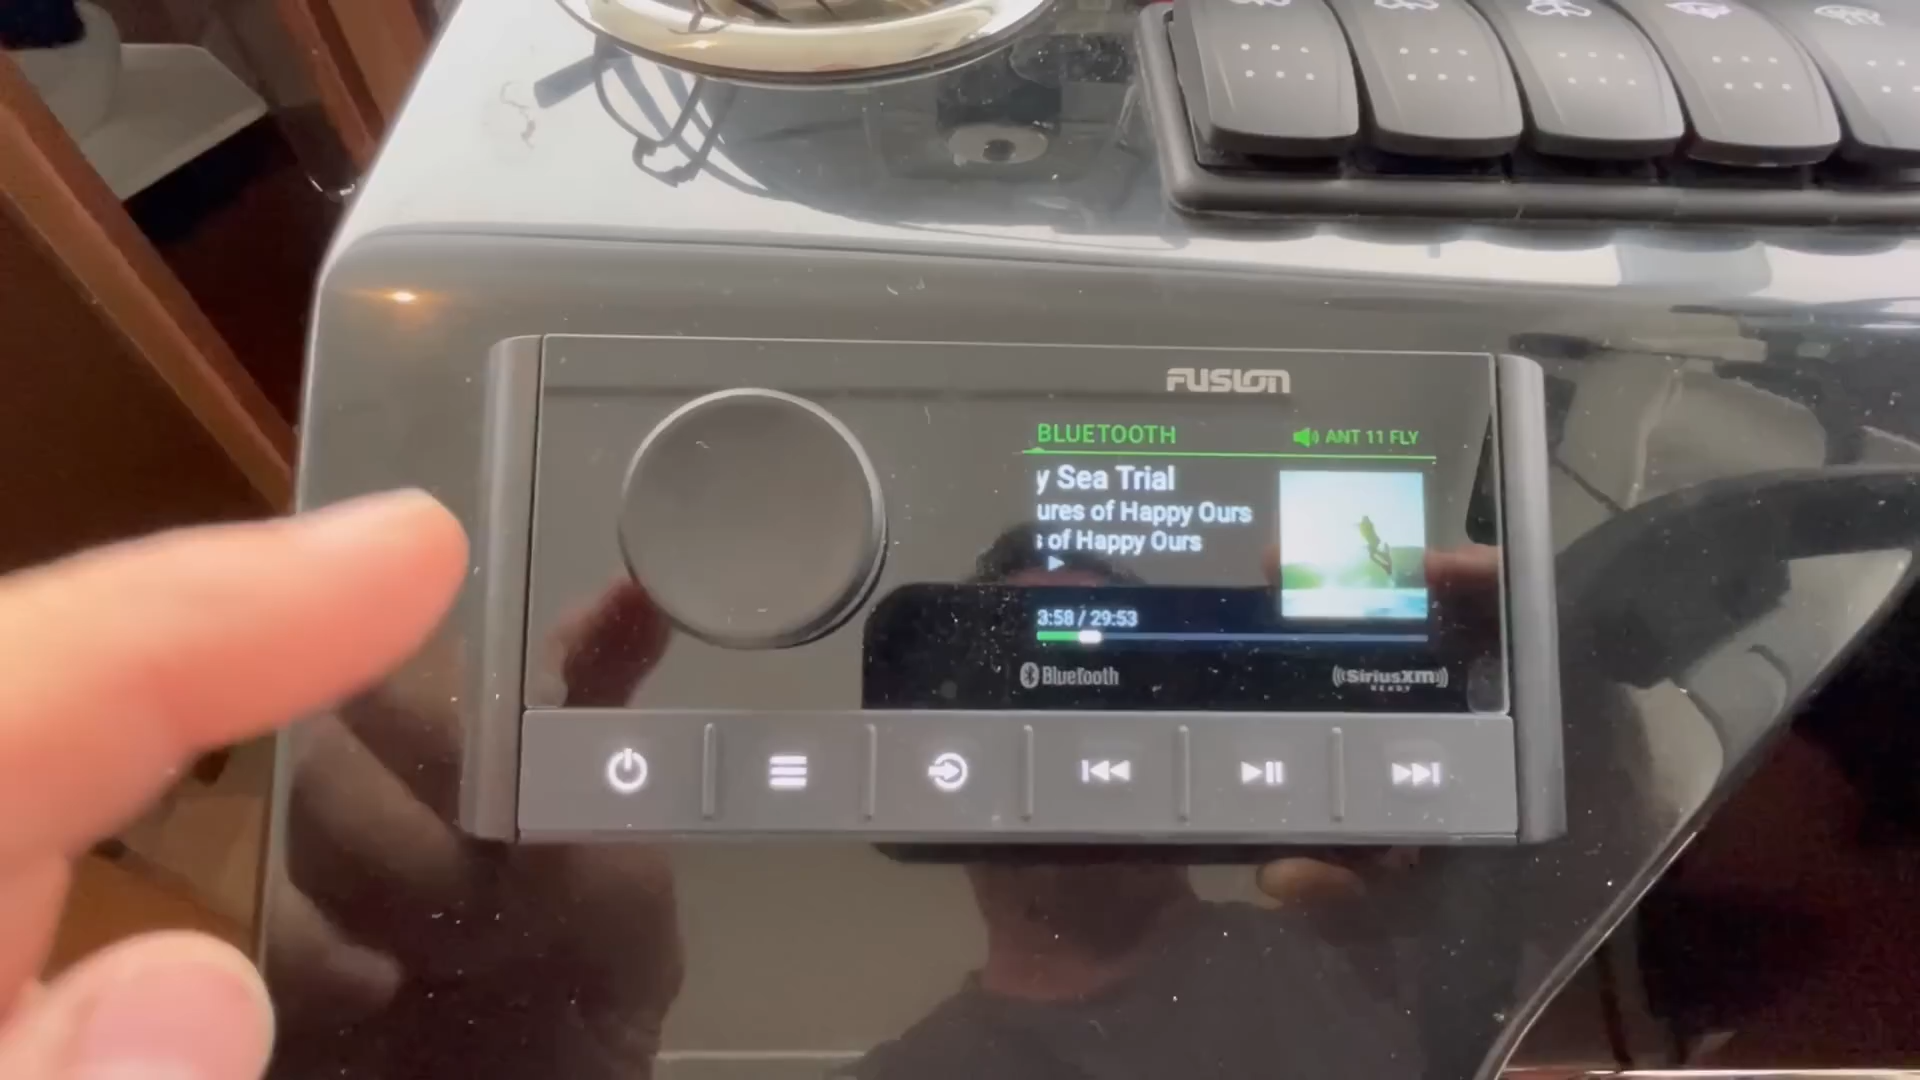 FUSION
BLUETOOTH
ANT 11 FLY
y Sea Trial
ures of Happy Ours
s of Happy Ours
3:58 / 29:53
Bluetooth
SiriusXM
READY